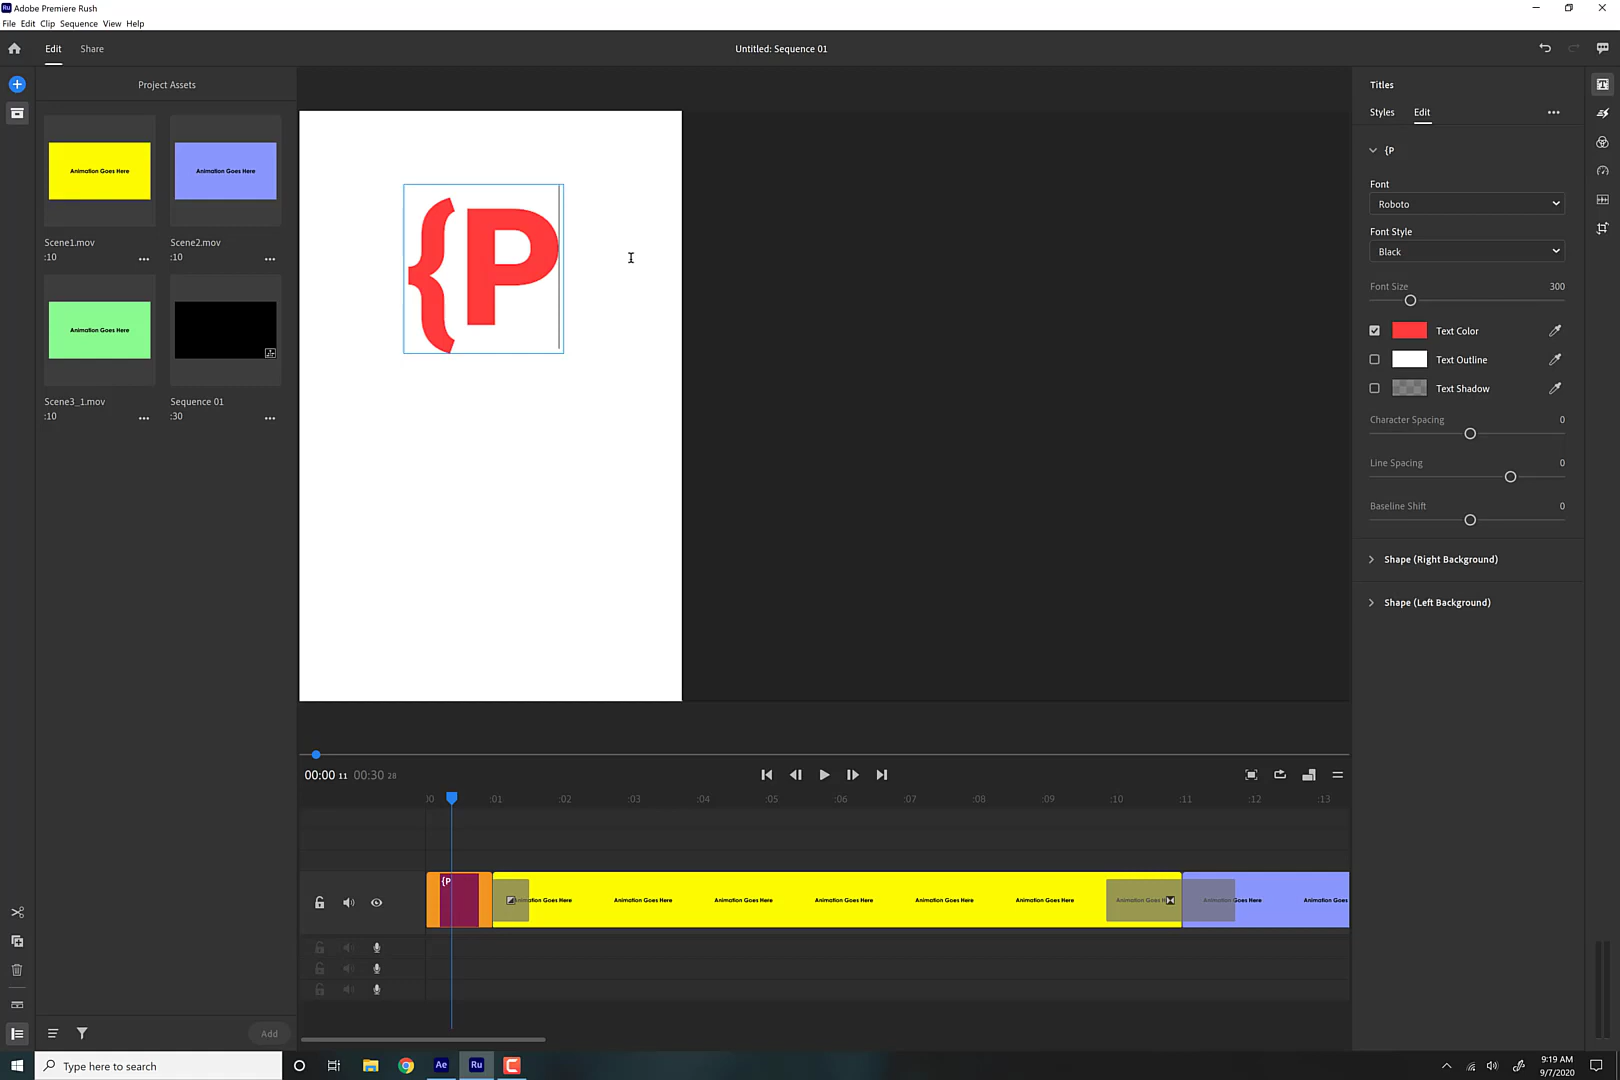 Adobe Premiere Rush
File Edit Clip Sequence View Help
Edit Share
Untitled: Sequence 01
Project Assets
Animation Goes Here
Animation Goes Here
Scene1.mov
:10
Scene2.mov
:10
Animation Goes Here
Scene3_1.mov
:10
Sequence 01
:30
Add
{P
00:00 11 00:30 28
:01 :02 :03 :04 :05 :06 :07 :08 :09 :10 :11 :12 :13
{P
Animation Goes Here
Animation Goes Here
Animation Goes Here
Animation Goes Here
Animation Goes Here
Animation Goes Here
Animation Goes Here
Titles
Styles Edit
{P
Font
Roboto
Font Style
Black
Font Size 300
Text Color
Text Outline
Text Shadow
Character Spacing 0
Line Spacing 0
Baseline Shift 0
Shape (Right Background)
Shape (Left Background)
Type here to search
Ae
Ru
9:19 AM
9/7/2020